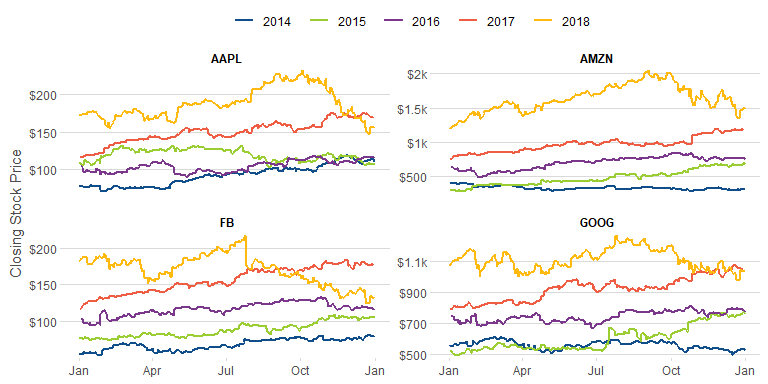 2014 2015 2016 2017 2018
AAPL AMZN
$200
$150
$100
$2k
$1.5k
$1k
$500
Closing Stock Price
FB GOOG
$200
$150
$100
$1.1k
$900
$700
$500
Jan Apr Jul Oct Jan Jan Apr Jul Oct Jan